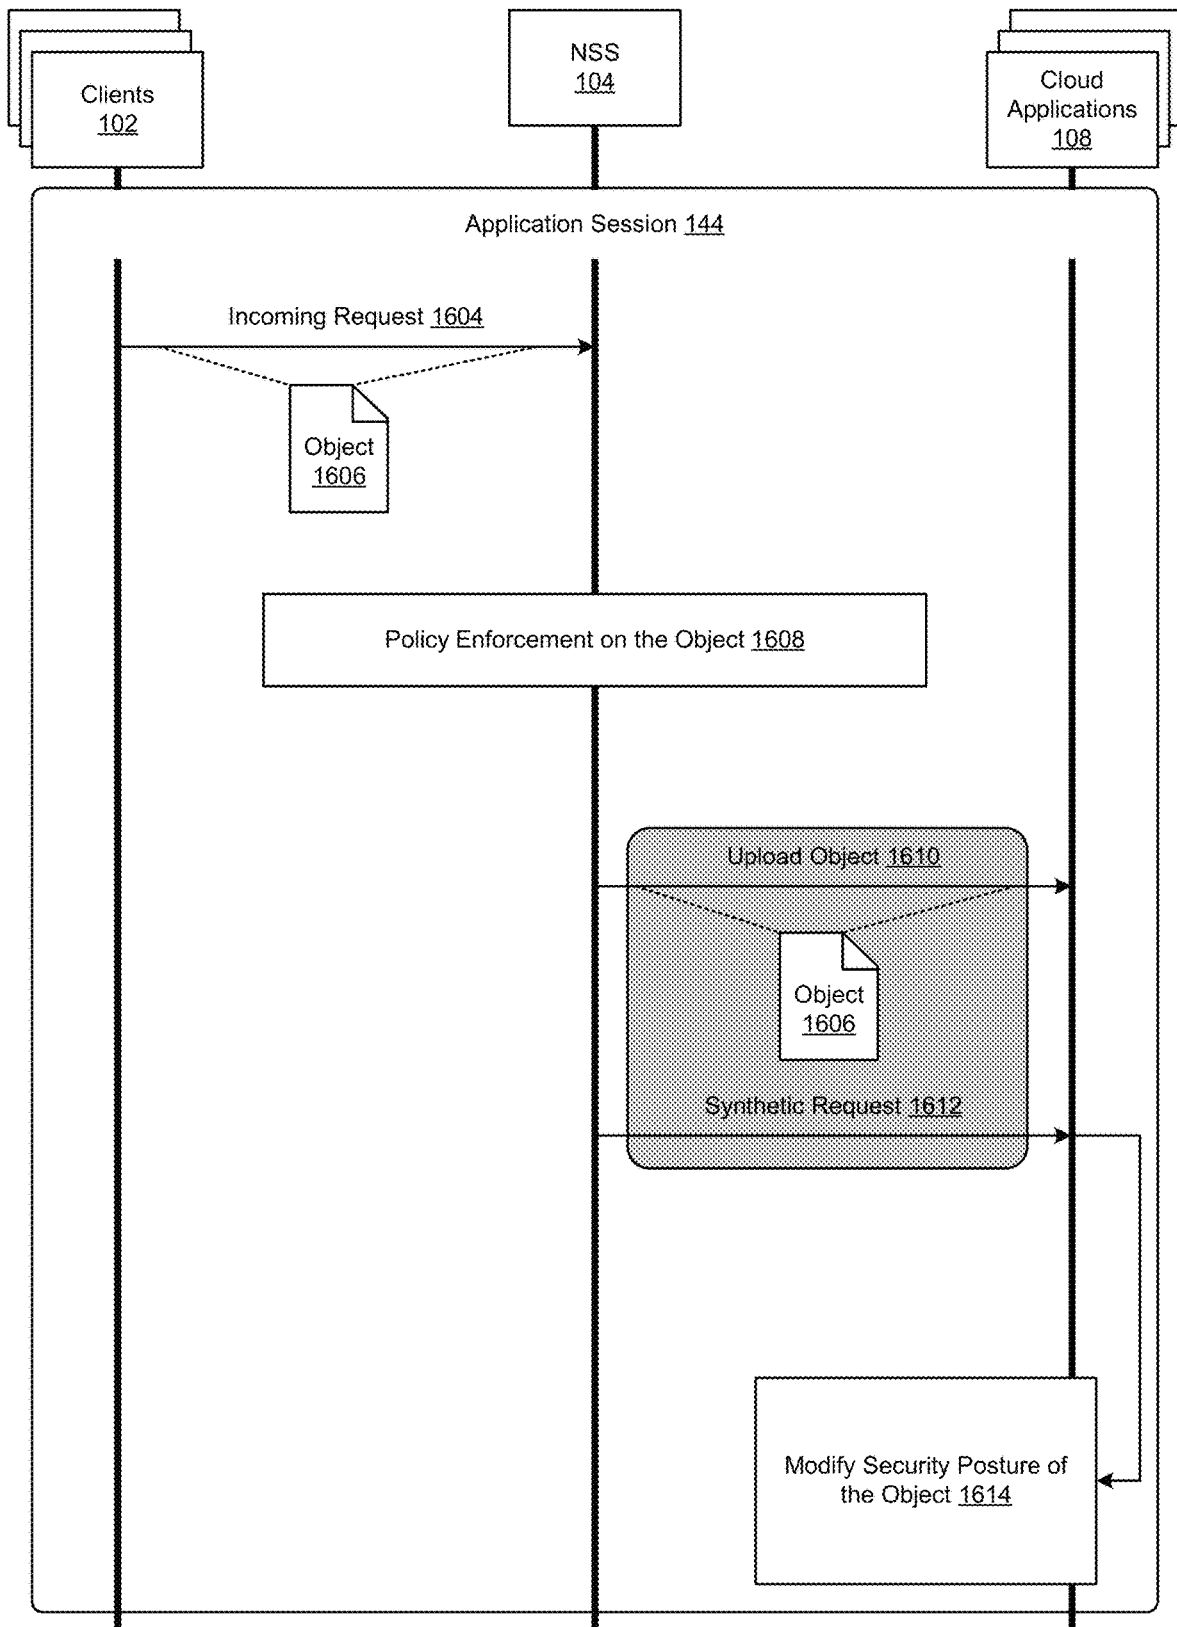 Clients
102
NSS
104
Cloud
Applications
108
Application Session 144
Incoming Request 1604
Object
1606
Policy Enforcement on the Object 1608
Upload Object 1610
Object
1606
Synthetic Request 1612
Modify Security Posture of
the Object 1614